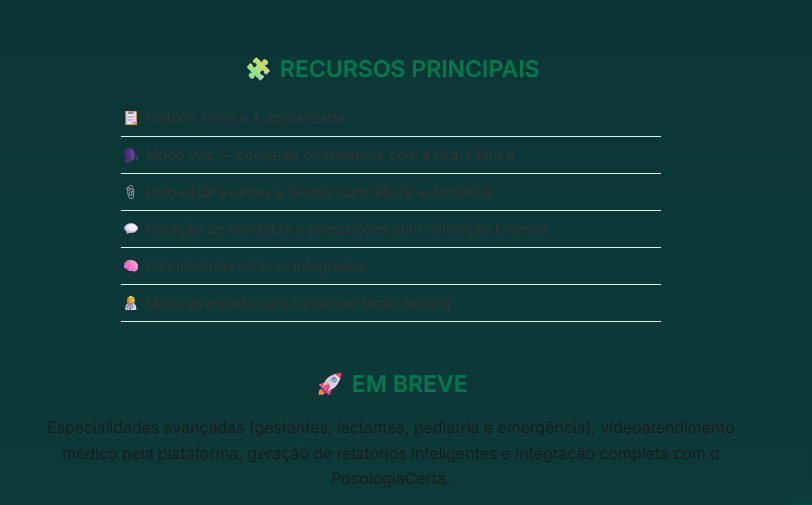 🧩 RECURSOS PRINCIPAIS
📋 História Clínica Automatizada
🗣 Modo Voz — converse diretamente com a Dra. Clarice
📎 Upload de exames e laudos com leitura automática
💬 Geração de condutas e prescrições com validação Memed
🧠 Calculadoras clínicas integradas
👩‍⚕️ Modo avançado com fundamentação teórica
🚀 EM BREVE
Especialidades avançadas (gestantes, lactantes, pediatria e emergência), vídeoatendimento
médico pela plataforma, geração de relatórios inteligentes e integração completa com o
PosologiaCerta.